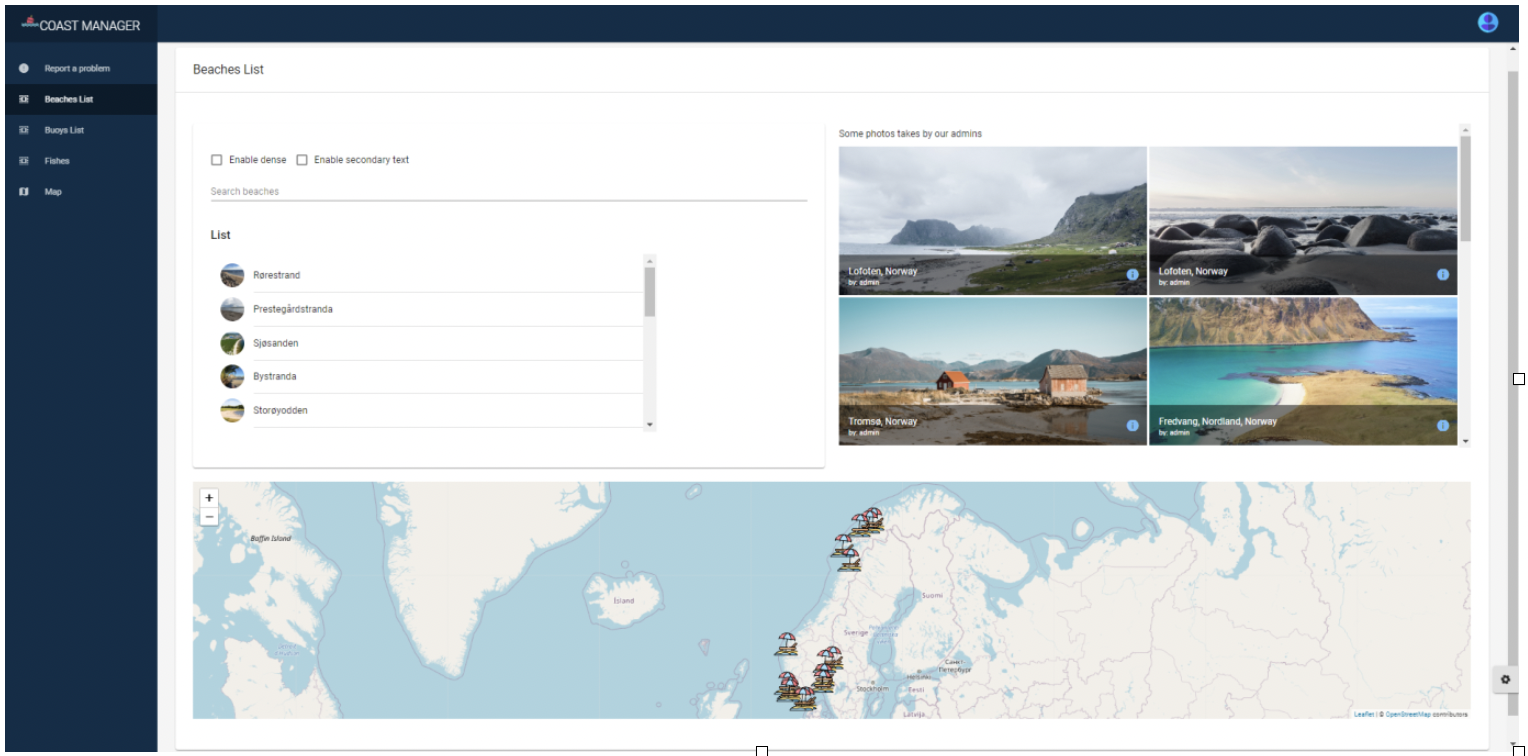 COAST MANAGER
Report a problem
Beaches List
Buoys List
Fishes
Map
Beaches List
Enable dense
Enable secondary text
Search beaches
List
Rørestrand
Prestegårdstranda
Sjøsanden
Bystranda
Storøyodden
Some photos takes by our admins
Lofoten, Norway
by: admin
Lofoten, Norway
by: admin
Tromsø, Norway
by: admin
Fredvang, Nordland, Norway
by: admin
+
−
Baffin Island
Ísland
Suomi
Sverige
Санкт-
Петербург
Helsinki
Stockholm
Eesti
Latvija
Leaflet | © OpenStreetMap contributors